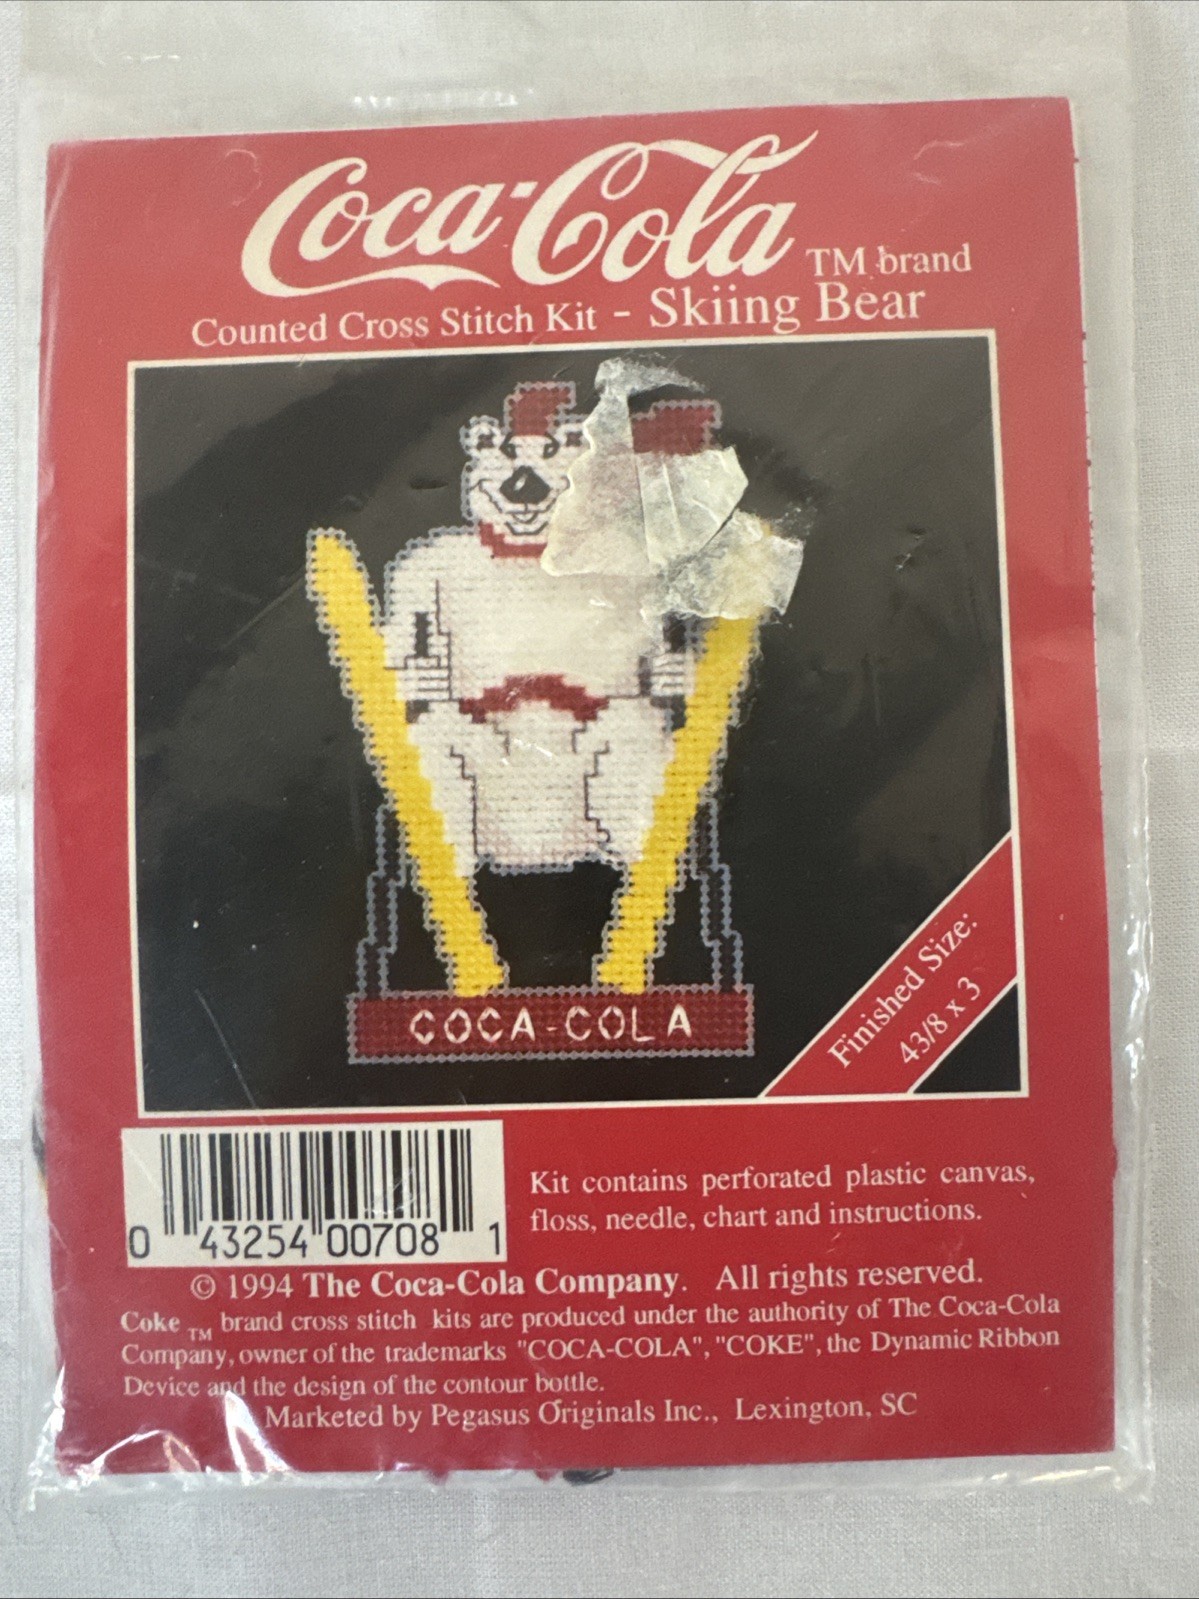 Coca-Cola TM brand
Counted Cross Stitch Kit - Skiing Bear
COCA-COLA
Finished Size:
43/8 x 3
0 43254 00708 1
Kit contains perforated plastic canvas,
floss, needle, chart and instructions.
© 1994 The Coca-Cola Company. All rights reserved.
Coke TM brand cross stitch kits are produced under the authority of The Coca-Cola
Company, owner of the trademarks "COCA-COLA", "COKE", the Dynamic Ribbon
Device and the design of the contour bottle.
Marketed by Pegasus Originals Inc., Lexington, SC